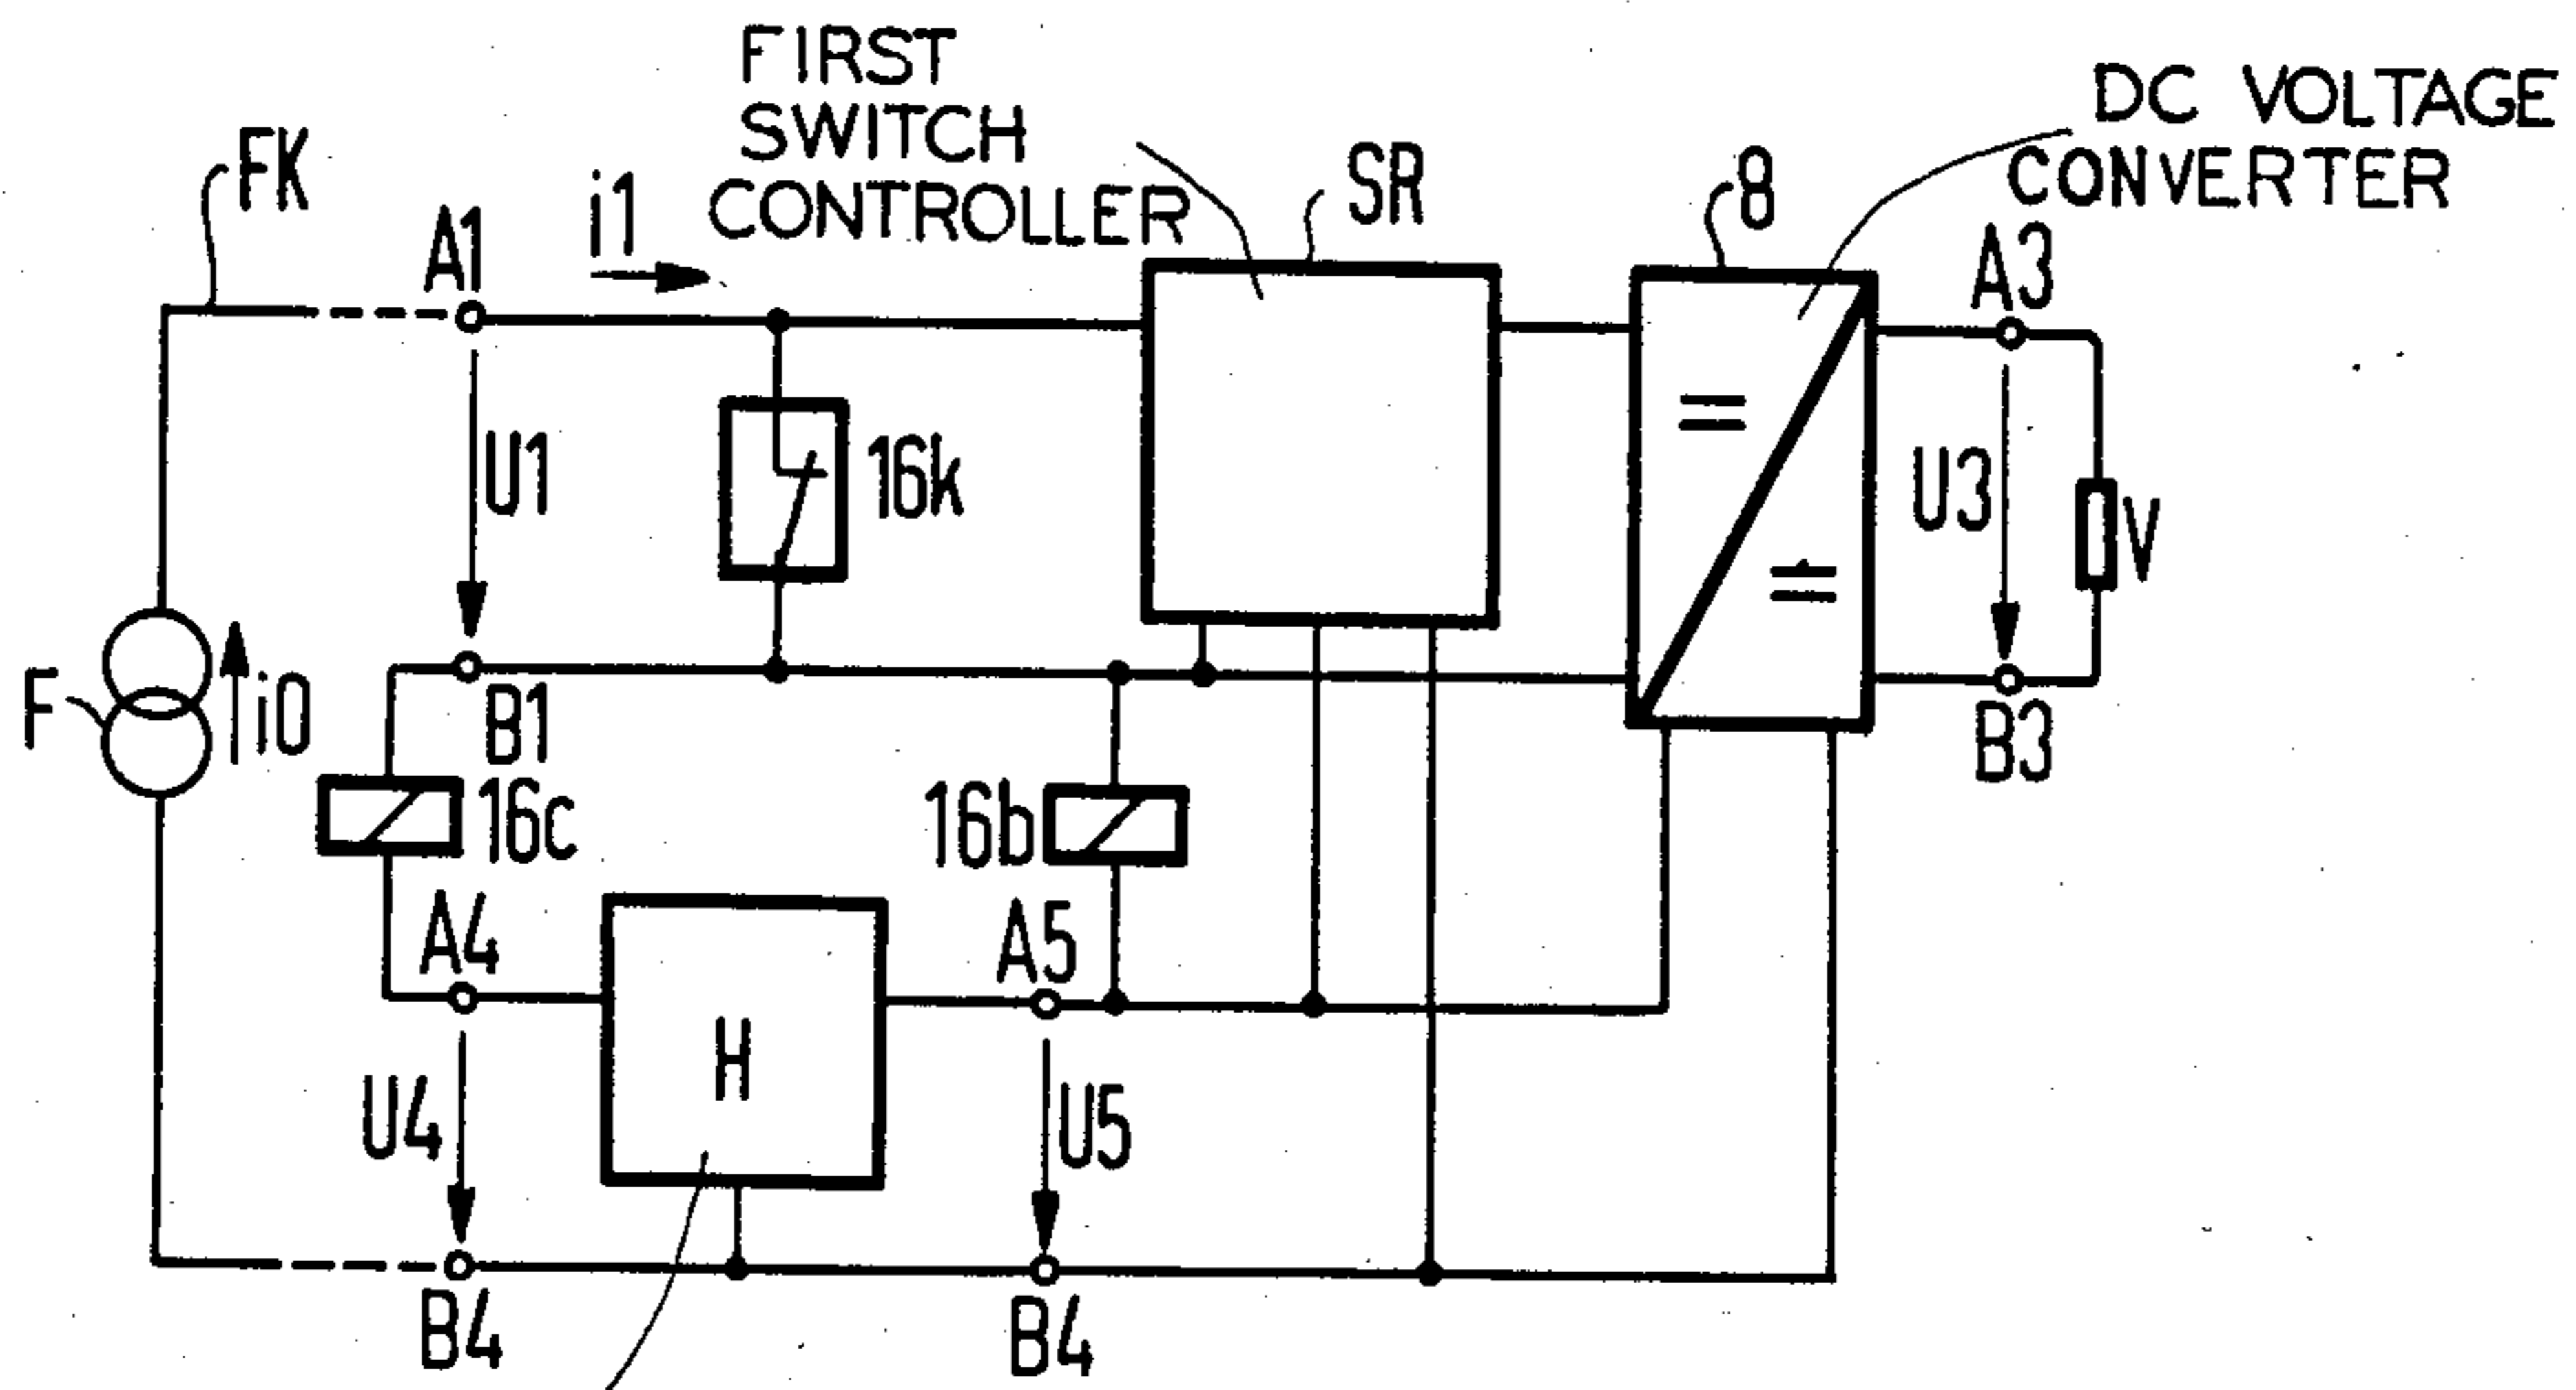 FIRST
SWITCH
CONTROLLER
DC VOLTAGE
CONVERTER
FK
A1
i1
SR
8
A3
U1
16k
U3
V
F
i0
B1
B3
16c
16b
A4
A5
H
U4
U5
B4
B4